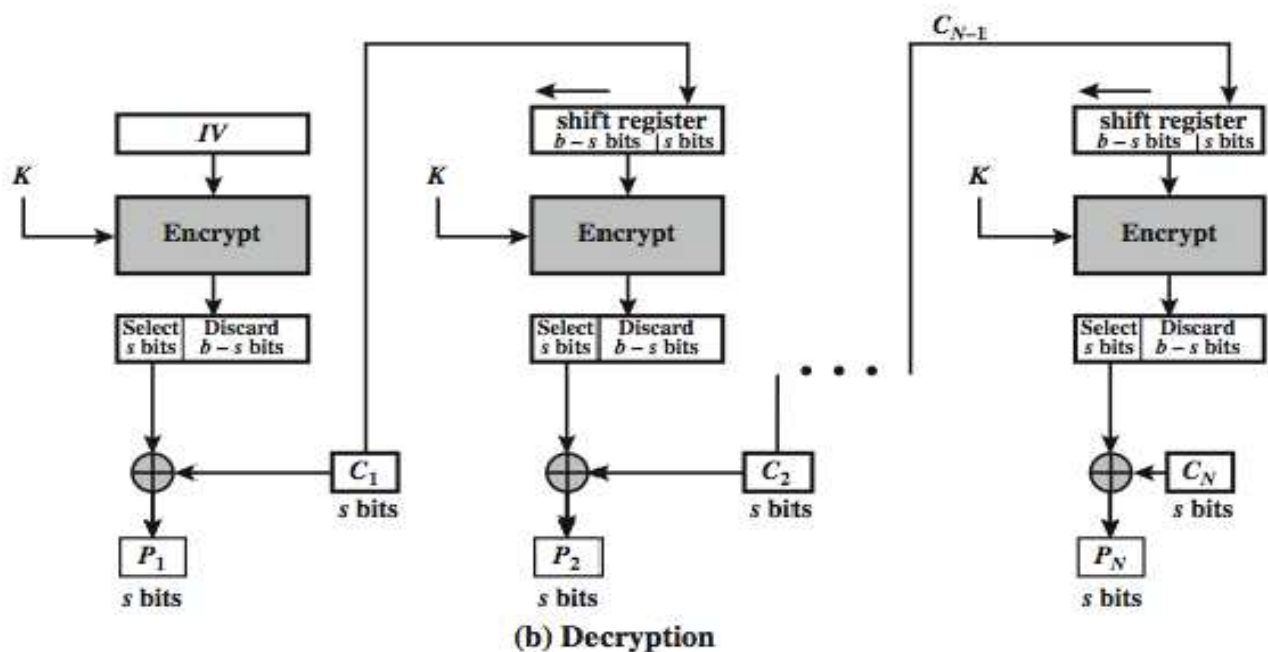 C_{N-1}
IV
shift register
b – s bits | s bits
shift register
b – s bits | s bits
K
K
K
Encrypt
Encrypt
Encrypt
Select Discard
s bits b – s bits
Select Discard
s bits b – s bits
Select Discard
s bits b – s bits
• • •
C_1
s bits
C_2
s bits
C_N
s bits
P_1
s bits
P_2
s bits
P_N
s bits
(b) Decryption